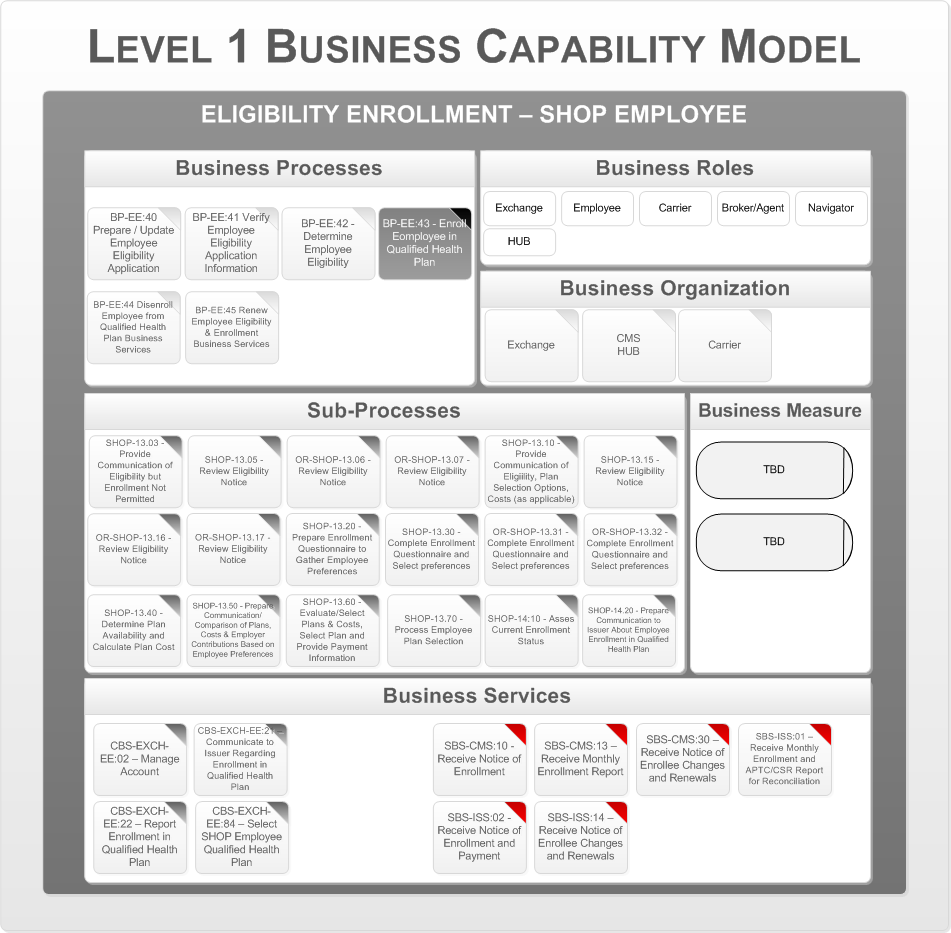 LEVEL 1 BUSINESS CAPABILITY MODEL
ELIGIBILITY ENROLLMENT – SHOP EMPLOYEE
Business Processes
BP-EE:40
Prepare / Update
Employee
Eligibility
Application
BP-EE:41 Verify
Employee
Eligibility
Application
Information
BP-EE:42 -
Determine
Employee
Eligibility
BP-EE:43 - Enroll
Eomployee in
Qualified Health
Plan
BP-EE:44 Disenroll
Employee from
Qualified Health
Plan Business
Services
BP-EE:45 Renew
Employee Eligibility
& Enrollment
Business Services
Business Roles
Exchange
Employee
Carrier
Broker/Agent
Navigator
HUB
Business Organization
Exchange
CMS
HUB
Carrier
Sub-Processes
SHOP-13.03 -
Provide
Communication of
Eligibility but
Enrollment Not
Permitted
SHOP-13.05 -
Review Eligibility
Notice
OR-SHOP-13.06 -
Review Eligibility
Notice
OR-SHOP-13.07 -
Review Eligibility
Notice
SHOP-13.10 -
Provide
Communication of
Eligiility, Plan
Selection Options,
Costs (as applicable)
SHOP-13.15 -
Review Eligibility
Notice
OR-SHOP-13.16 -
Review Eligibility
Notice
OR-SHOP-13.17 -
Review Eligibility
Notice
SHOP-13.20 -
Prepare Enrollment
Questionnaire to
Gather Employee
Preferences
SHOP-13.30 -
Complete Enrollment
Questionnaire and
Select preferences
OR-SHOP-13.31 -
Complete Enrollment
Questionnaire and
Select preferences
OR-SHOP-13.32 -
Complete Enrollment
Questionnaire and
Select preferences
SHOP-13.40 -
Determine Plan
Availability and
Calculate Plan Cost
SHOP-13.50 - Prepare
Communication/
Comparison of Plans,
Costs & Employer
Contributions Based on
Employee Preferences
SHOP-13.60 -
Evaluate/Select
Plans & Costs,
Select Plan and
Provide Payment
Information
SHOP-13.70 -
Process Employee
Plan Selection
SHOP-14:10 - Asses
Current Enrollment
Status
SHOP-14.20 - Prepare
Communication to
Issuer About Employee
Enrollment in Qualified
Health Plan
Business Measure
TBD
TBD
Business Services
CBS-EXCH-
EE:02 – Manage
Account
CBS-EXCH-EE:21 –
Communicate to
Issuer Regarding
Enrollment in
Qualified Health
Plan
SBS-CMS:10 -
Receive Notice of
Enrollment
SBS-CMS:13 –
Receive Monthly
Enrollment Report
SBS-CMS:30 –
Receive Notice of
Enrollee Changes
and Renewals
SBS-ISS:01 –
Receive Monthly
Enrollment and
APTC/CSR Report
for Reconciliation
CBS-EXCH-
EE:22 – Report
Enrollment in
Qualified Health
Plan
CBS-EXCH-
EE:84 – Select
SHOP Employee
Qualified Health
Plan
SBS-ISS:02 -
Receive Notice of
Enrollment and
Payment
SBS-ISS:14 –
Receive Notice of
Enrollee Changes
and Renewals